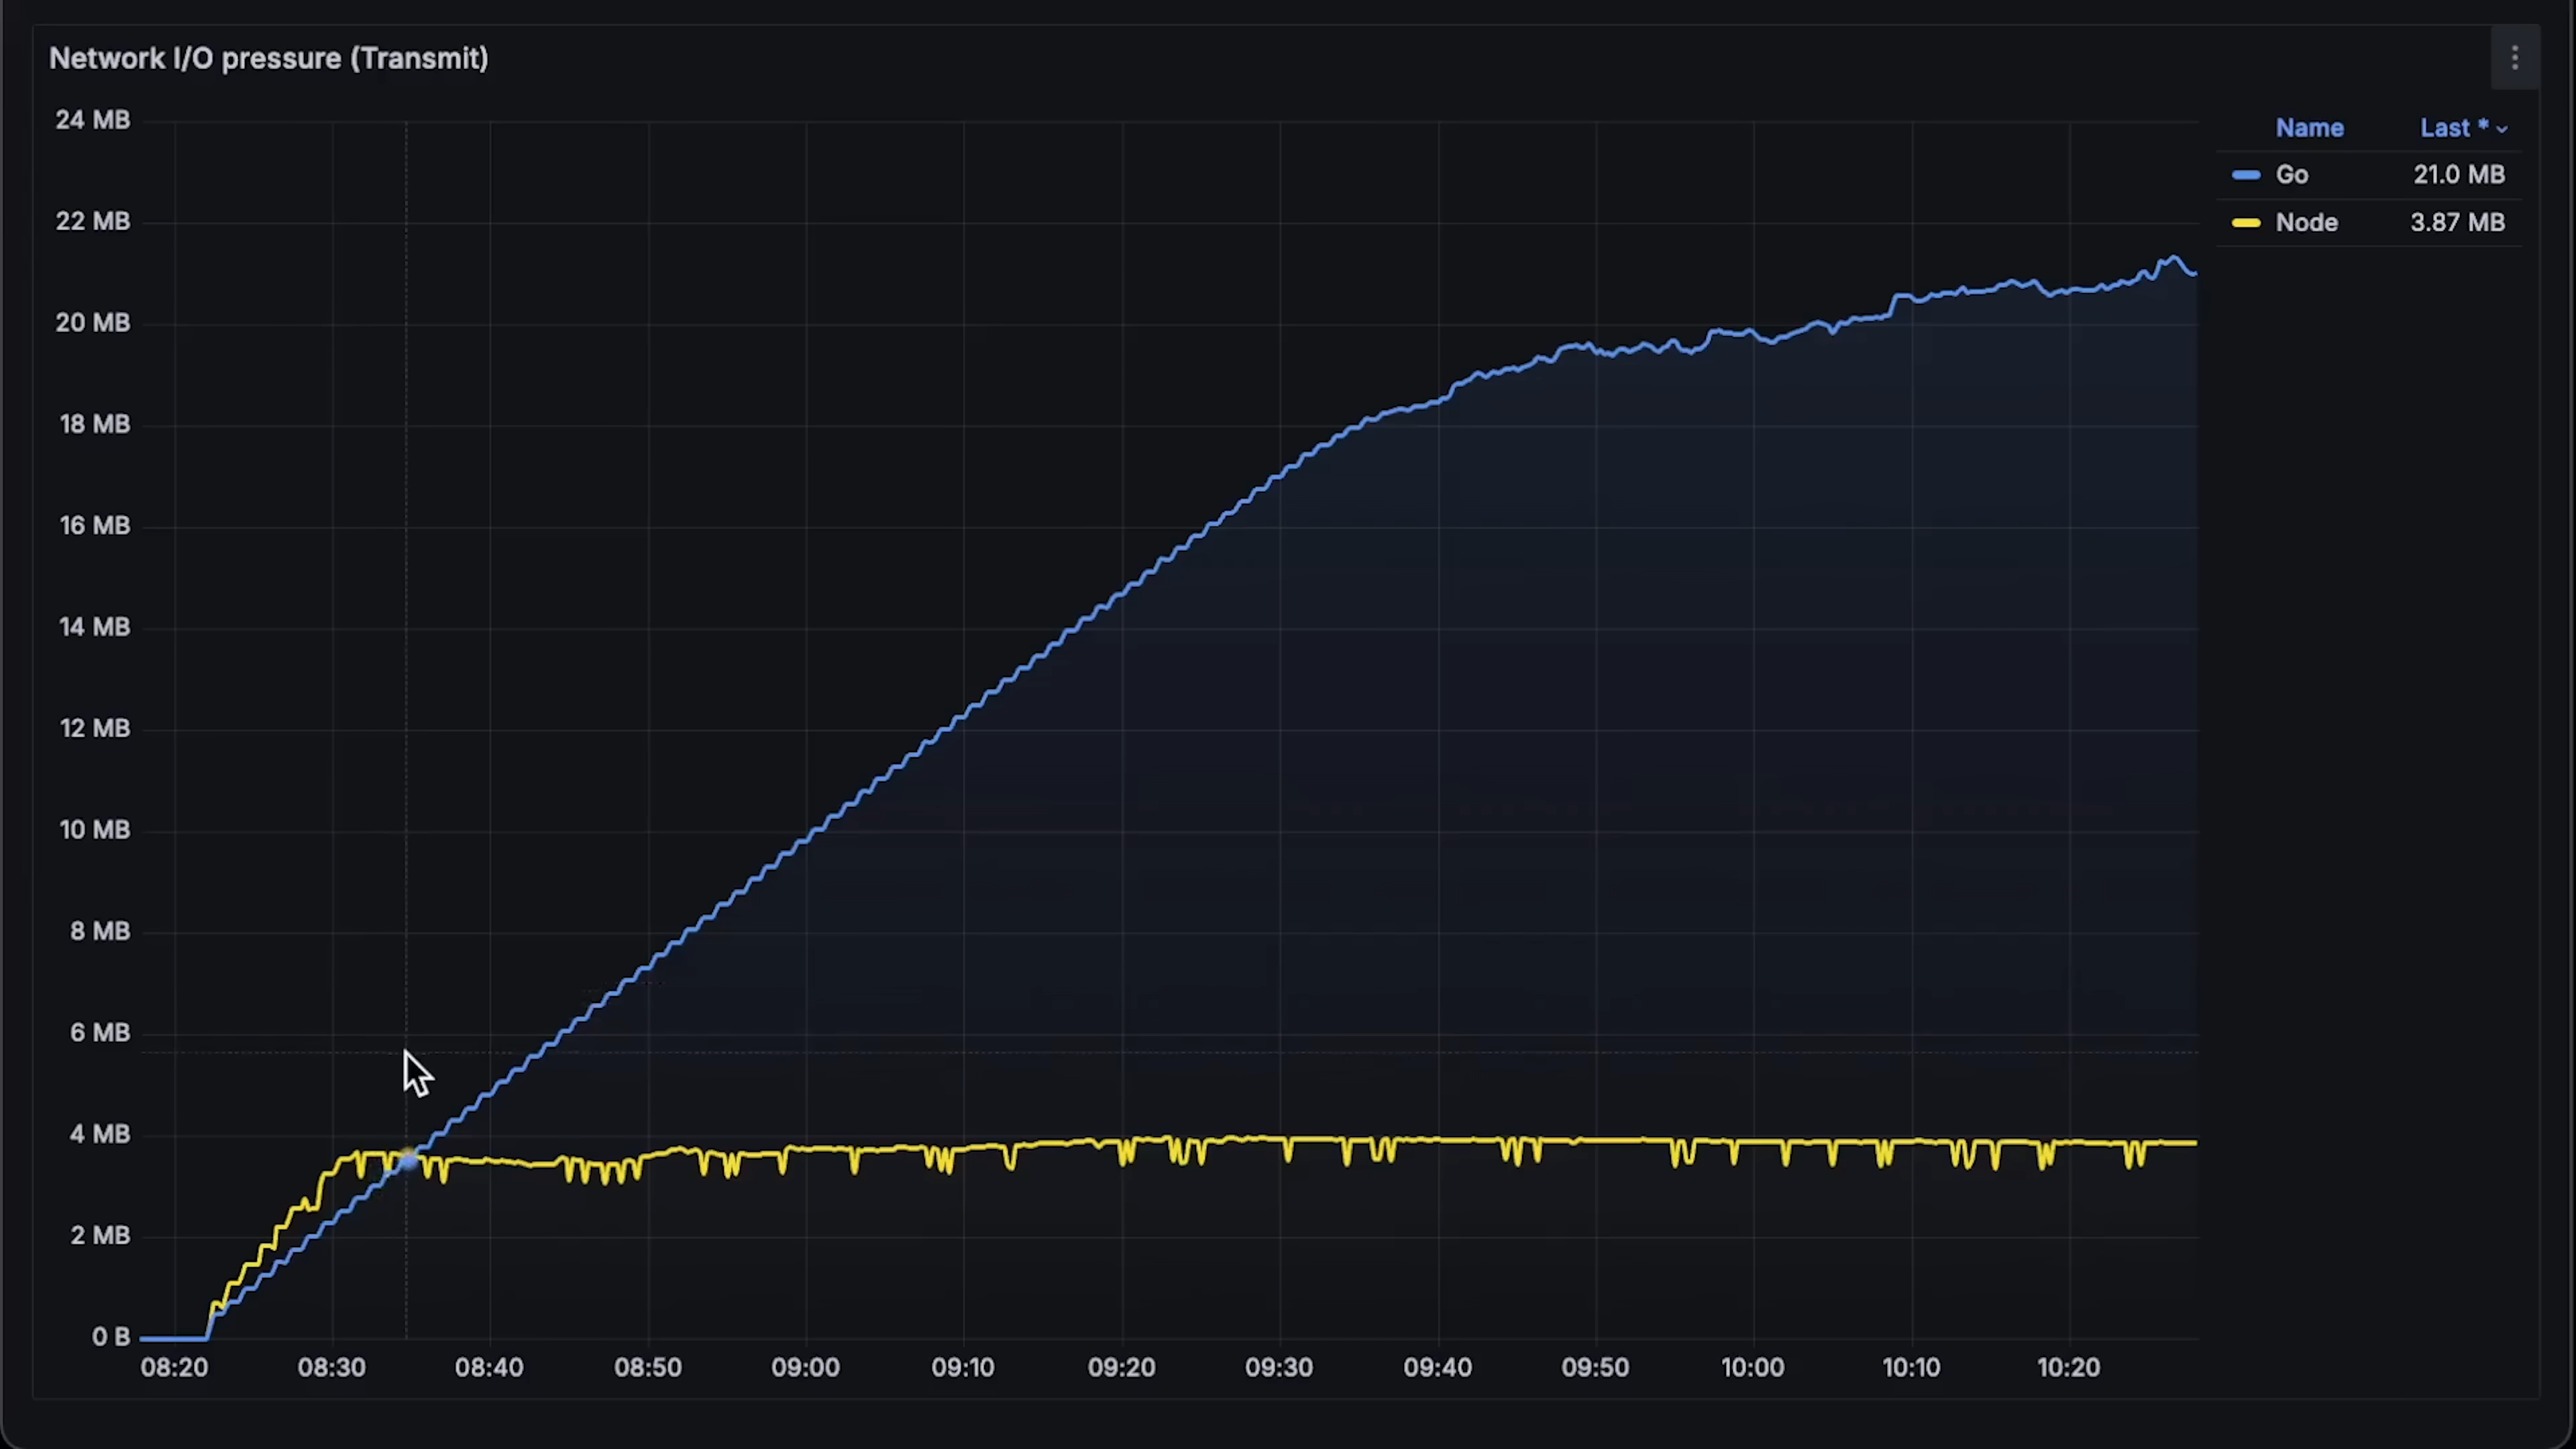 Network I/O pressure (Transmit)
Name Last *
Go 21.0 MB
Node 3.87 MB
24 MB
22 MB
20 MB
18 MB
16 MB
14 MB
12 MB
10 MB
8 MB
6 MB
4 MB
2 MB
0 B
08:20 08:30 08:40 08:50 09:00 09:10 09:20 09:30 09:40 09:50 10:00 10:10 10:20